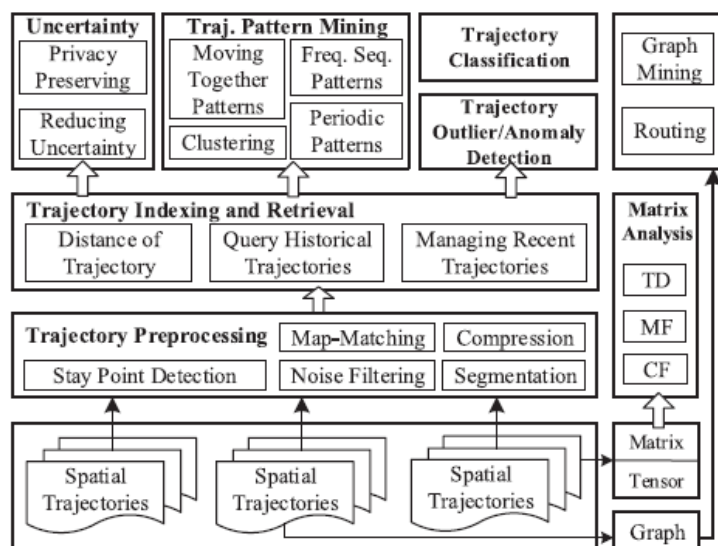 Uncertainty
Privacy
Preserving
Reducing
Uncertainty
Traj. Pattern Mining
Moving
Together
Patterns
Clustering
Freq. Seq.
Patterns
Periodic
Patterns
Trajectory
Classification
Trajectory
Outlier/Anomaly
Detection
Graph
Mining
Routing
Trajectory Indexing and Retrieval
Distance of
Trajectory
Query Historical
Trajectories
Managing Recent
Trajectories
Matrix
Analysis
TD
MF
CF
Trajectory Preprocessing
Map-Matching
Compression
Stay Point Detection
Noise Filtering
Segmentation
Spatial
Trajectories
Spatial
Trajectories
Spatial
Trajectories
Matrix
Tensor
Graph